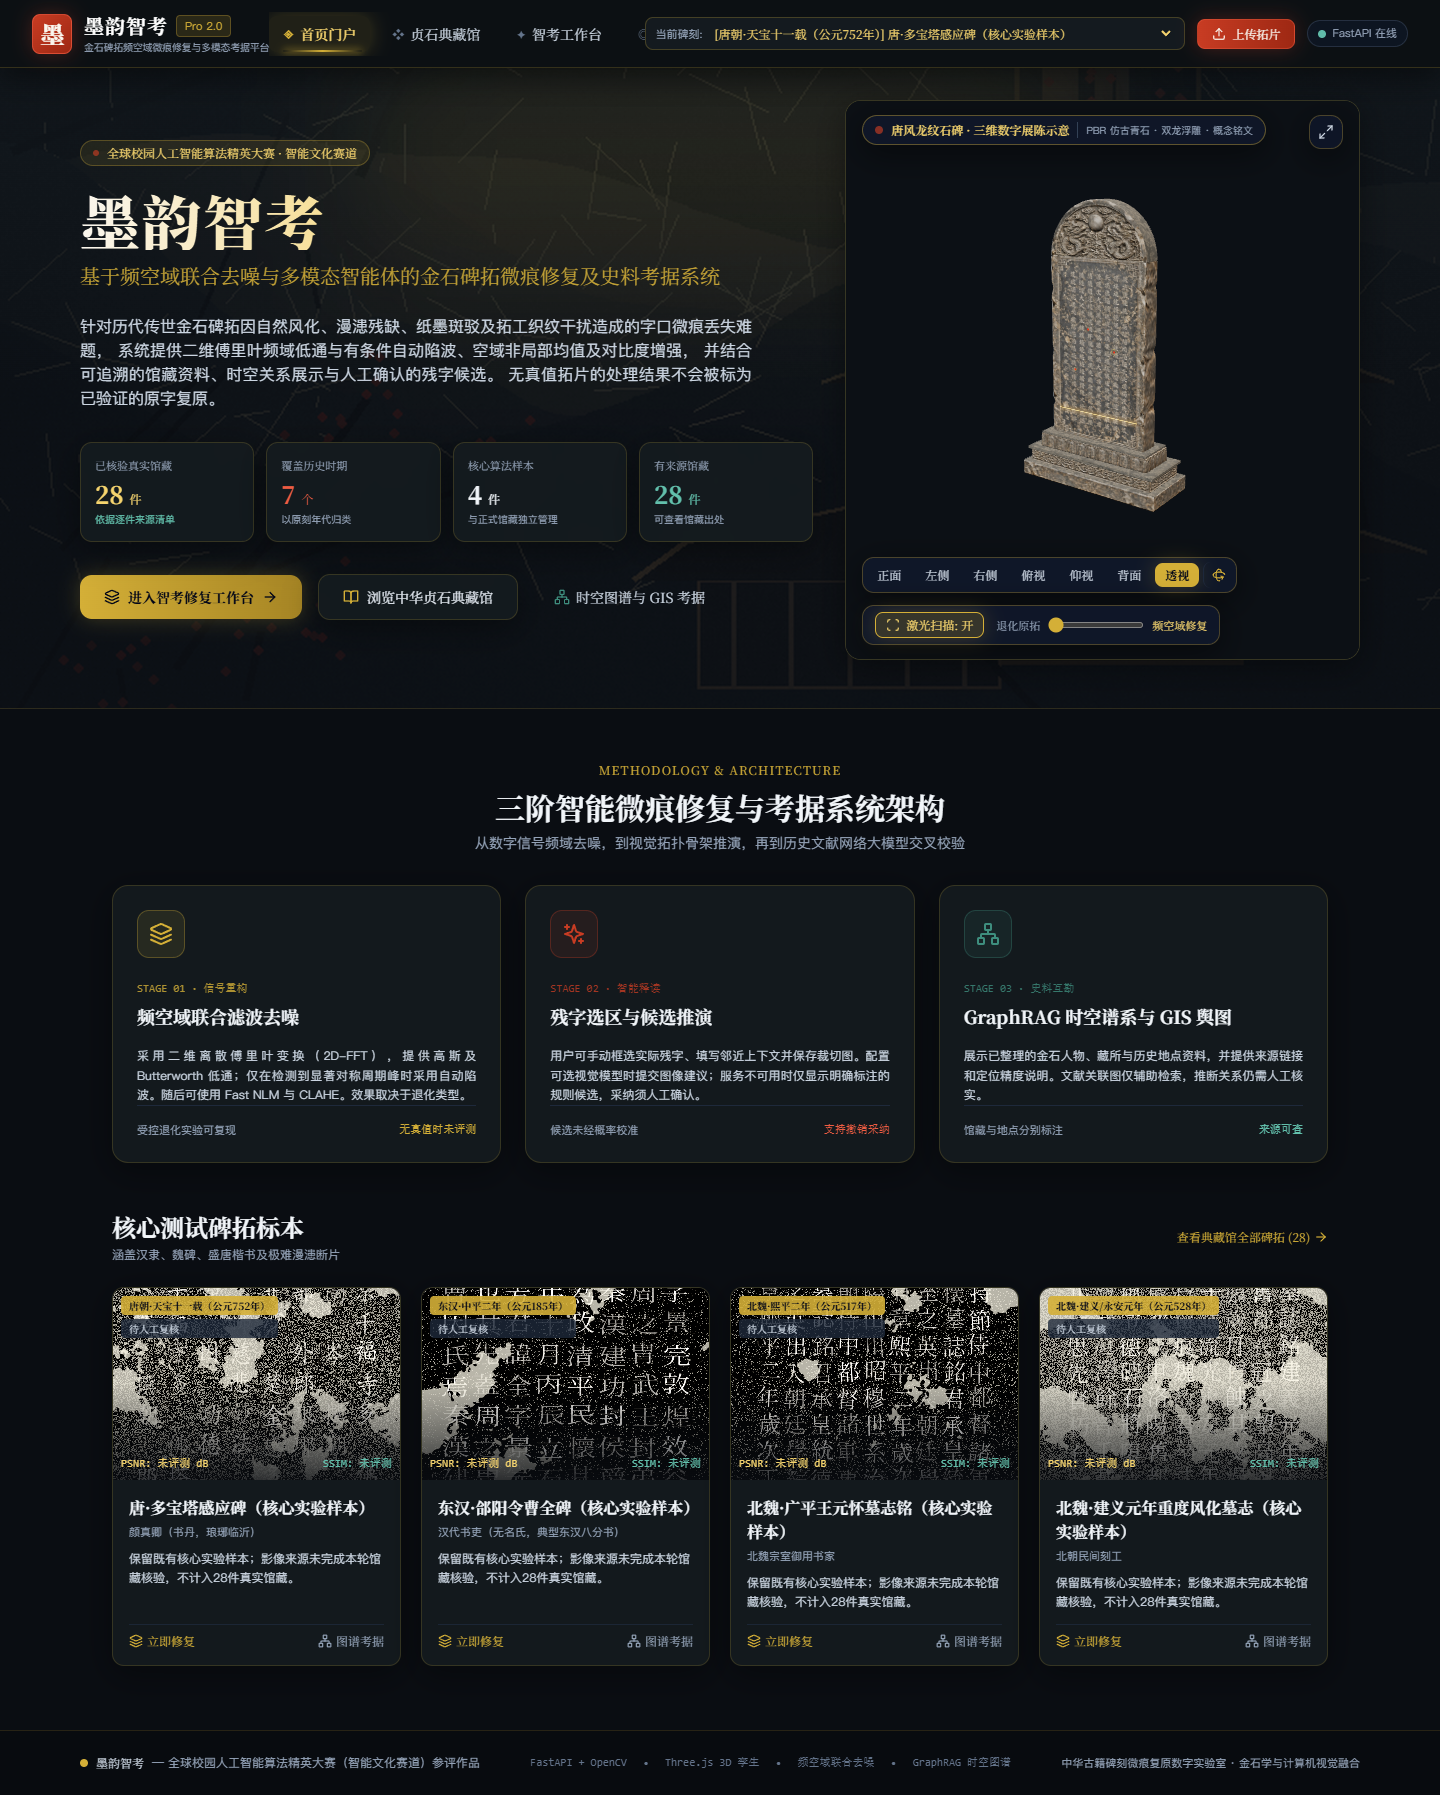 墨
墨韵智考 Pro 2.0
金石碑拓频空域微痕修复与多模态考据平台
首页门户
贞石典藏馆
智考工作台
当前碑刻: [唐朝·天宝十一载（公元752年）] 唐·多宝塔感应碑（核心实验样本）
上传拓片
FastAPI 在线
全球校园人工智能算法精英大赛 · 智能文化赛道
墨韵智考
基于频空域联合去噪与多模态智能体的金石碑拓微痕修复及史料考据系统
针对历代传世金石碑拓因自然风化、漫漶残缺、纸墨斑驳及拓工织纹干扰造成的字口微痕丢失难
题， 系统提供二维傅里叶频域低通与有条件自动陷波、空域非局部均值及对比度增强， 并结合
可追溯的馆藏资料、时空关系展示与人工确认的残字候选。 无真值拓片的处理结果不会被标为
已验证的原字复原。
已核验真实馆藏
28 件
依据逐件来源清单
覆盖历史时期
7 个
以原刻年代归类
核心算法样本
4 件
与正式馆藏独立管理
有来源馆藏
28 件
可查看馆藏出处
进入智考修复工作台
浏览中华贞石典藏馆
时空图谱与 GIS 考据
唐风龙纹石碑 · 三维数字展陈示意
PBR 仿古青石 · 双龙浮雕 · 概念铭文
正面 左侧 右侧 俯视 仰视 背面 透视
激光扫描: 开
退化原拓
频空域修复
METHODOLOGY & ARCHITECTURE
三阶智能微痕修复与考据系统架构
从数字信号频域去噪，到视觉拓扑骨架推演，再到历史文献网络大模型交叉校验
STAGE 01 · 信号重构
频空域联合滤波去噪
采用二维离散傅里叶变换（2D-FFT），提供高斯及
Butterworth 低通；仅在检测到显著对称周期峰时采用自动陷
波。随后可使用 Fast NLM 与 CLAHE。效果取决于退化类型。
受控退化实验可复现
无真值时未评测
STAGE 02 · 智能释读
残字选区与候选推演
用户可手动框选实际残字、填写邻近上下文并保存裁切图。配置
可选视觉模型时提交图像建议；服务不可用时仅显示明确标注的
规则候选，采纳须人工确认。
候选未经概率校准
支持撤销采纳
STAGE 03 · 史料互勘
GraphRAG 时空谱系与 GIS 舆图
展示已整理的金石人物、藏所与历史地点资料，并提供来源链接
和定位精度说明。文献关联图仅辅助检索，推断关系仍需人工核
实。
馆藏与地点分别标注
来源可查
核心测试碑拓标本
涵盖汉隶、魏碑、盛唐楷书及极难漫漶断片
查看典藏馆全部碑拓 (28)
唐朝·天宝十一载（公元752年）
待人工复核
PSNR: 未评测 dB
SSIM: 未评测
唐·多宝塔感应碑（核心实验样本）
颜真卿（书丹，琅琊临沂）
保留既有核心实验样本；影像来源未完成本轮馆
藏核验，不计入28件真实馆藏。
立即修复
图谱考据
东汉·中平二年（公元185年）
待人工复核
PSNR: 未评测 dB
SSIM: 未评测
东汉·郃阳令曹全碑（核心实验样本）
汉代书吏（无名氏，典型东汉八分书）
保留既有核心实验样本；影像来源未完成本轮馆
藏核验，不计入28件真实馆藏。
立即修复
图谱考据
北魏·熙平二年（公元517年）
待人工复核
PSNR: 未评测 dB
SSIM: 未评测
北魏·广平王元怀墓志铭（核心实验
样本）
北魏宗室御用书家
保留既有核心实验样本；影像来源未完成本轮馆
藏核验，不计入28件真实馆藏。
立即修复
图谱考据
北魏·建义/永安元年（公元528年）
待人工复核
PSNR: 未评测 dB
SSIM: 未评测
北魏·建义元年重度风化墓志（核心
实验样本）
北朝民间刻工
保留既有核心实验样本；影像来源未完成本轮馆
藏核验，不计入28件真实馆藏。
立即修复
图谱考据
墨韵智考 — 全球校园人工智能算法精英大赛（智能文化赛道）参评作品
FastAPI + OpenCV • Three.js 3D 孪生 • 频空域联合去噪 • GraphRAG 时空图谱
中华古籍碑刻微痕复原数字实验室 · 金石学与计算机视觉融合